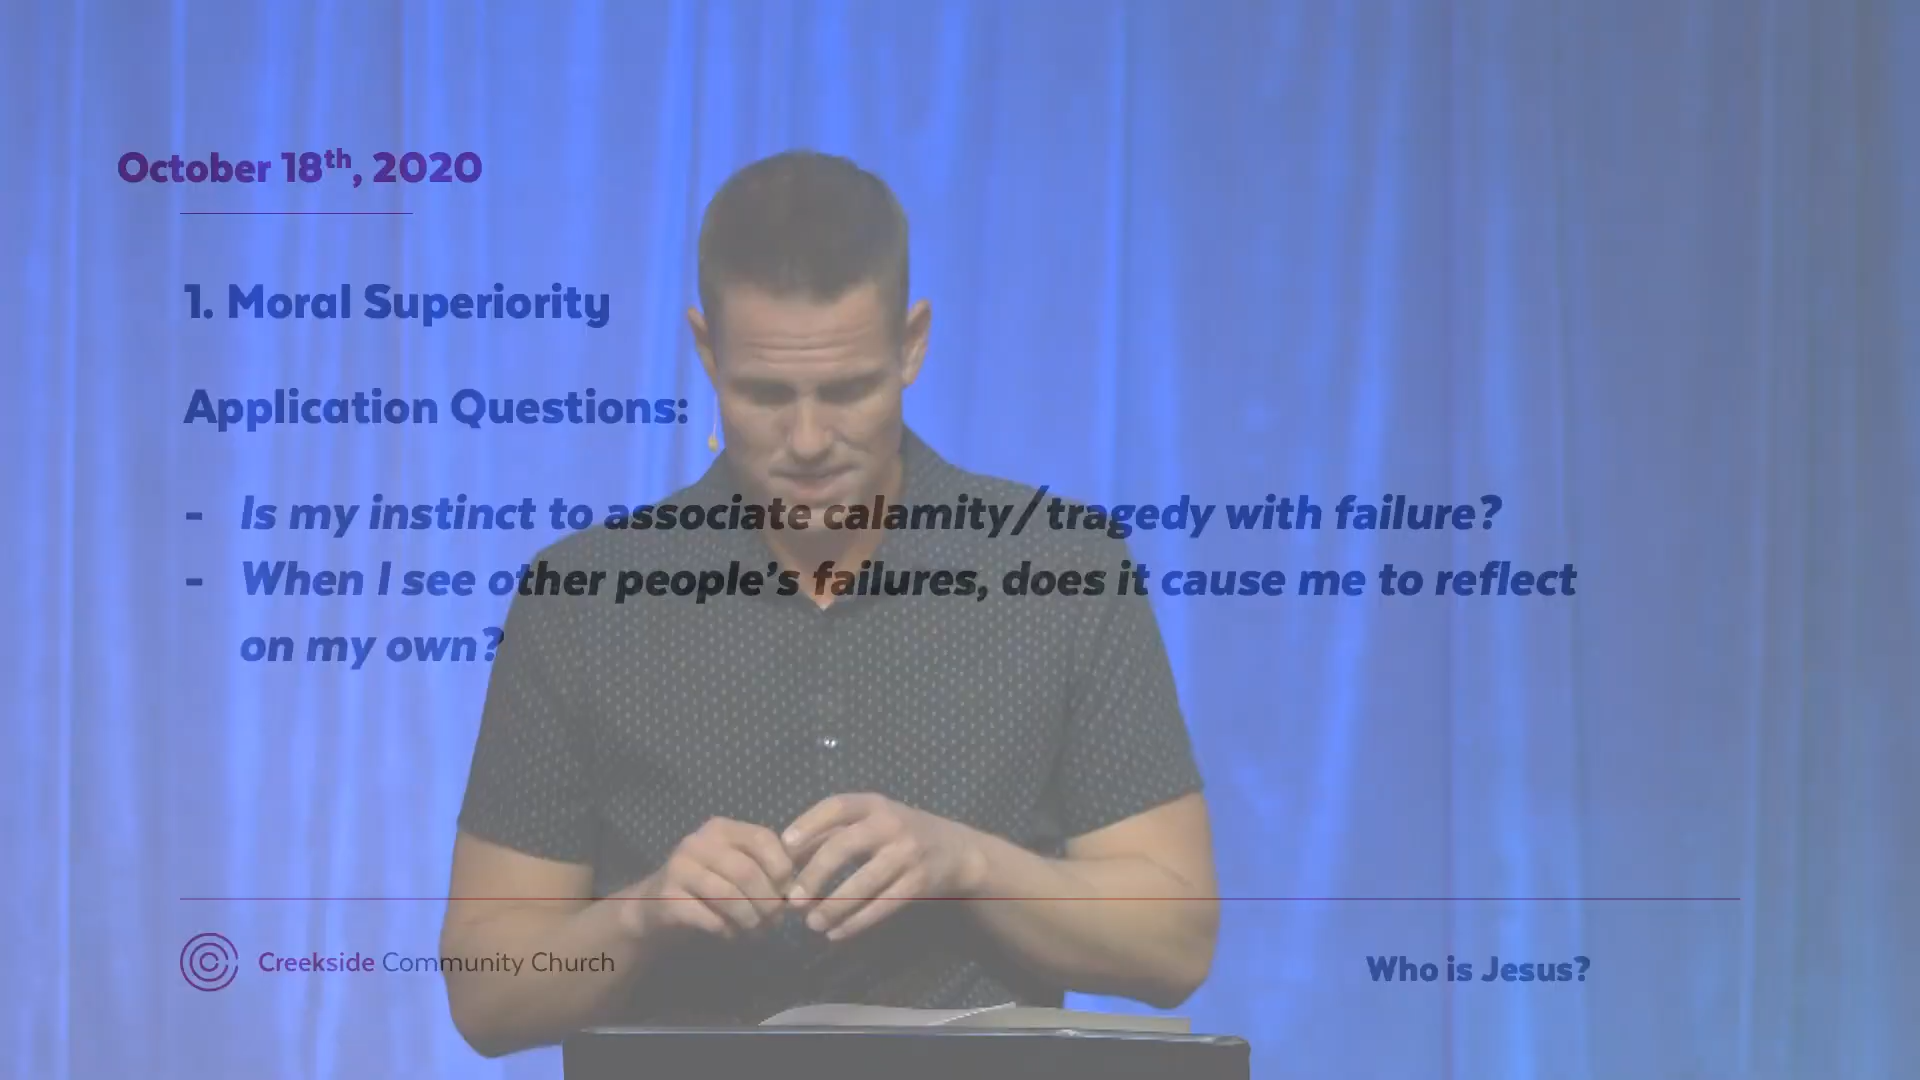 October 18th, 2020
1. Moral Superiority
Application Questions:
- Is my instinct to associate calamity/tragedy with failure?
- When I see other people's failures, does it cause me to reflect
on my own?
Creekside Community Church
Who is Jesus?